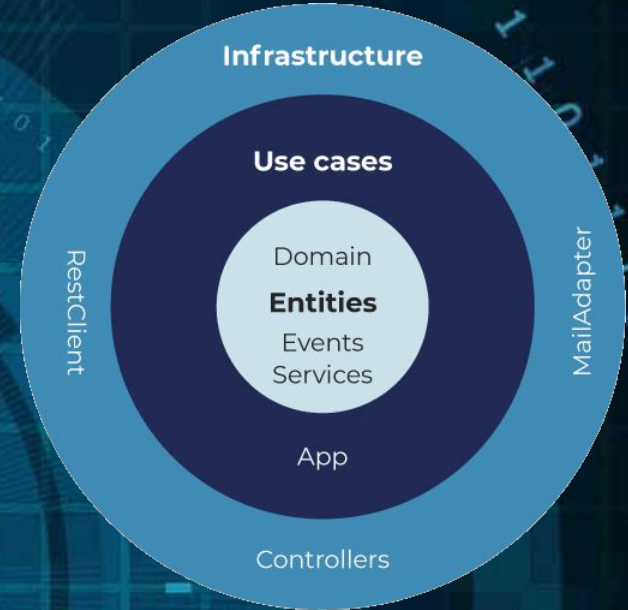 Infrastructure
Use cases
Domain
Entities
Events
Services
RestClient
MailAdapter
App
Controllers